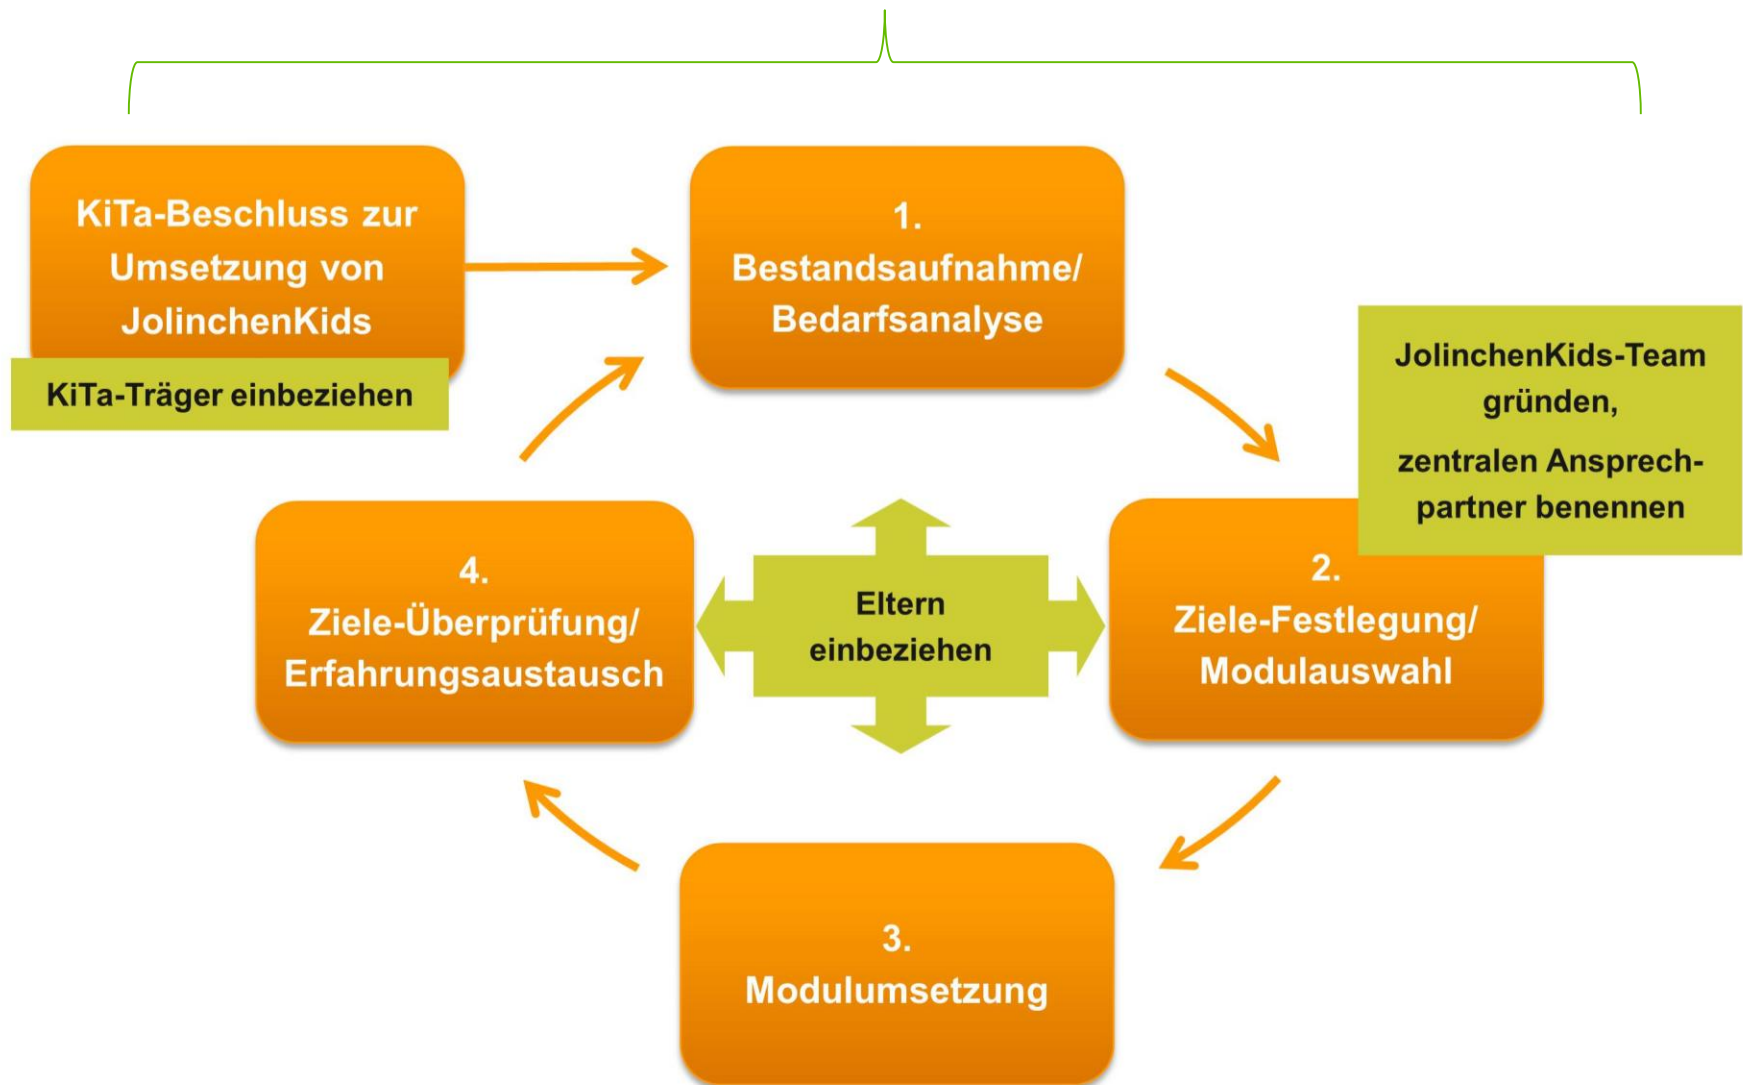 KiTa-Beschluss zur
Umsetzung von
JolinchenKids
KiTa-Träger einbeziehen
1.
Bestandsaufnahme/
Bedarfsanalyse
JolinchenKids-Team
gründen,
zentralen Ansprech-
partner benennen
2.
Ziele-Festlegung/
Modulauswahl
3.
Modulumsetzung
4.
Ziele-Überprüfung/
Erfahrungsaustausch
Eltern
einbeziehen